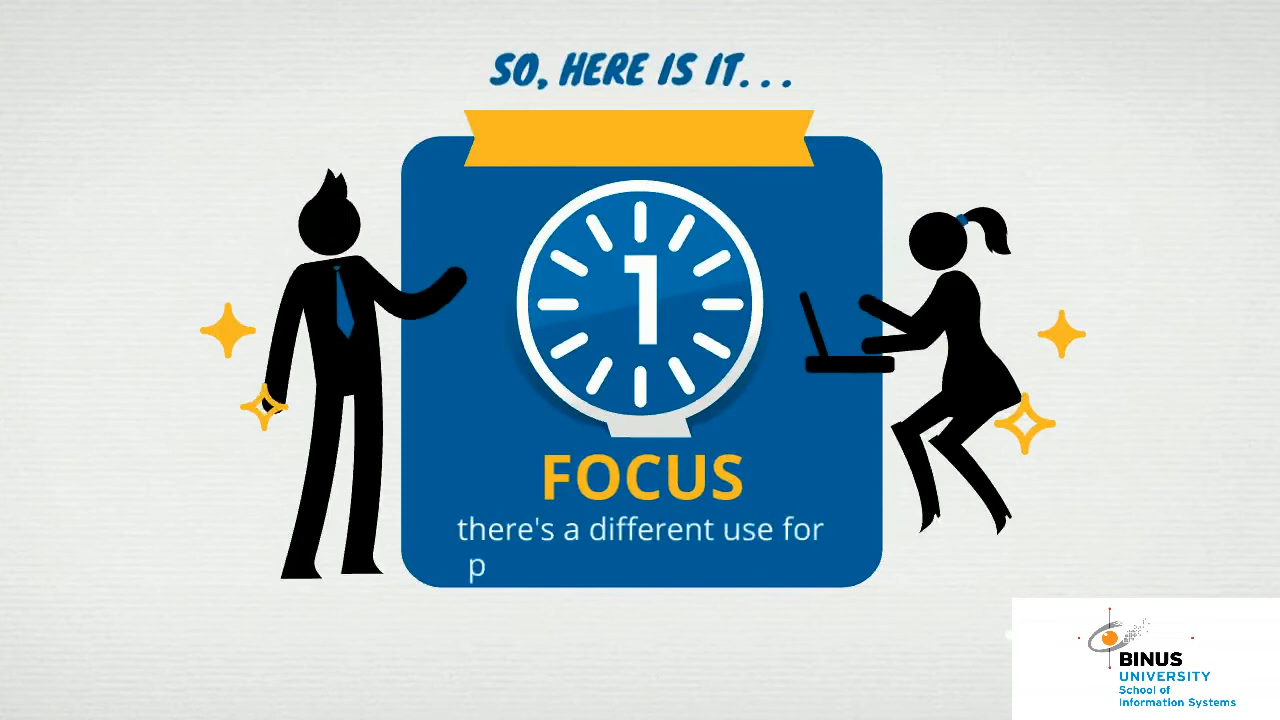 SO, HERE IS IT...
1
FOCUS
there's a different use for
p
BINUS
UNIVERSITY
School of
Information Systems